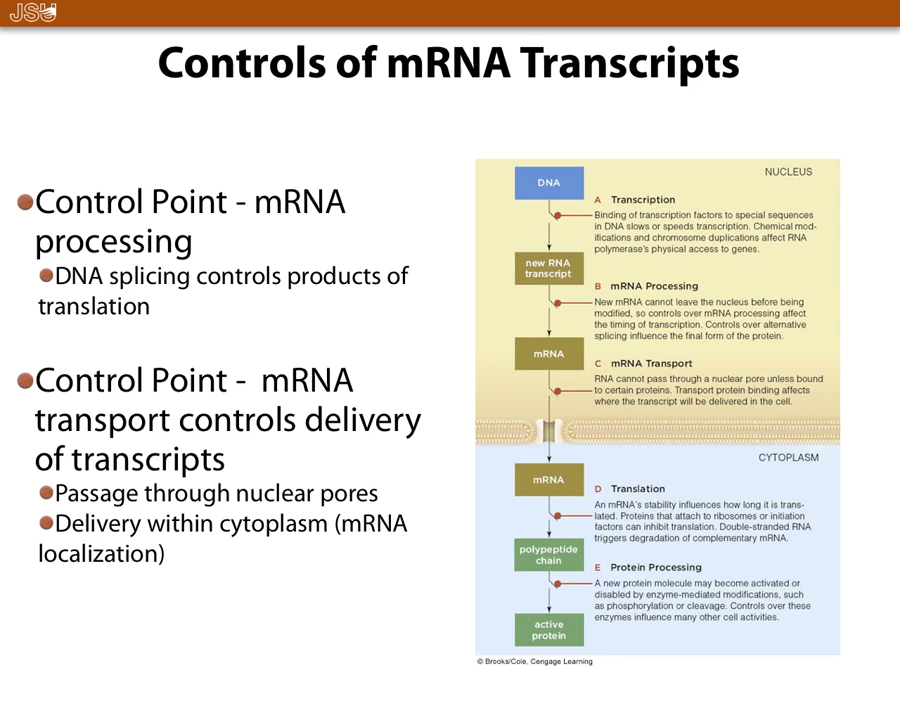 JSU
Controls of mRNA Transcripts
Control Point - mRNA
processing
DNA splicing controls products of
translation
Control Point - mRNA
transport controls delivery
of transcripts
Passage through nuclear pores
Delivery within cytoplasm (mRNA
localization)
NUCLEUS
DNA
A Transcription
Binding of transcription factors to special sequences
in DNA slows or speeds transcription. Chemical mod-
ifications and chromosome duplications affect RNA
polymerase's physical access to genes.
new RNA
transcript
B mRNA Processing
New mRNA cannot leave the nucleus before being
modified, so controls over mRNA processing affect
the timing of transcription. Controls over alternative
splicing influence the final form of the protein.
mRNA
C mRNA Transport
RNA cannot pass through a nuclear pore unless bound
to certain proteins. Transport protein binding affects
where the transcript will be delivered in the cell.
CYTOPLASM
mRNA
D Translation
An mRNA's stability influences how long it is trans-
lated. Proteins that attach to ribosomes or initiation
factors can inhibit translation. Double-stranded RNA
triggers degradation of complementary mRNA.
polypeptide
chain
E Protein Processing
A new protein molecule may become activated or
disabled by enzyme-mediated modifications, such
as phosphorylation or cleavage. Controls over these
enzymes influence many other cell activities.
active
protein
© Brooks/Cole, Cengage Learning